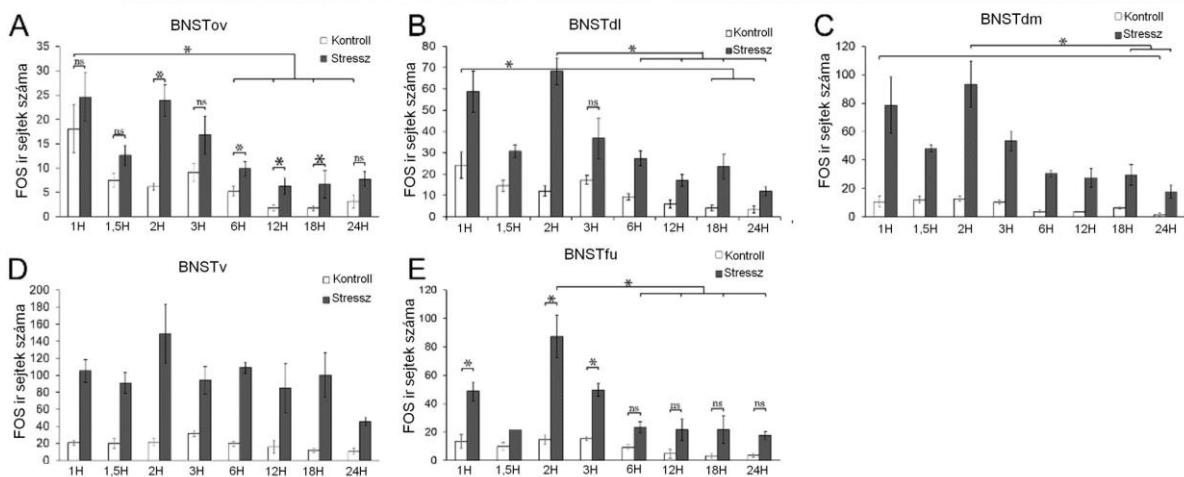 A
BNSTov
Kontroll
Stressz
FOS ir sejtek száma
35
30
25
20
15
10
5
0
ns
ns
*
ns
*
*
*
ns
*
1H 1,5H 2H 3H 6H 12H 18H 24H
B
BNSTdl
Kontroll
Stressz
FOS ir sejtek száma
80
70
60
50
40
30
20
10
0
*
*
ns
1H 1,5H 2H 3H 6H 12H 18H 24H
C
BNSTdm
Kontroll
Stressz
FOS ir sejtek száma
120
100
80
60
40
20
0
*
1H 1,5H 2H 3H 6H 12H 18H 24H
D
BNSTv
Kontroll
Stressz
FOS ir sejtek száma
200
180
160
140
120
100
80
60
40
20
0
1H 1,5H 2H 3H 6H 12H 18H 24H
E
BNSTfu
Kontroll
Stressz
FOS ir sejtek száma
120
100
80
60
40
20
0
*
*
*
*
ns
ns
ns
ns
1H 1,5H 2H 3H 6H 12H 18H 24H